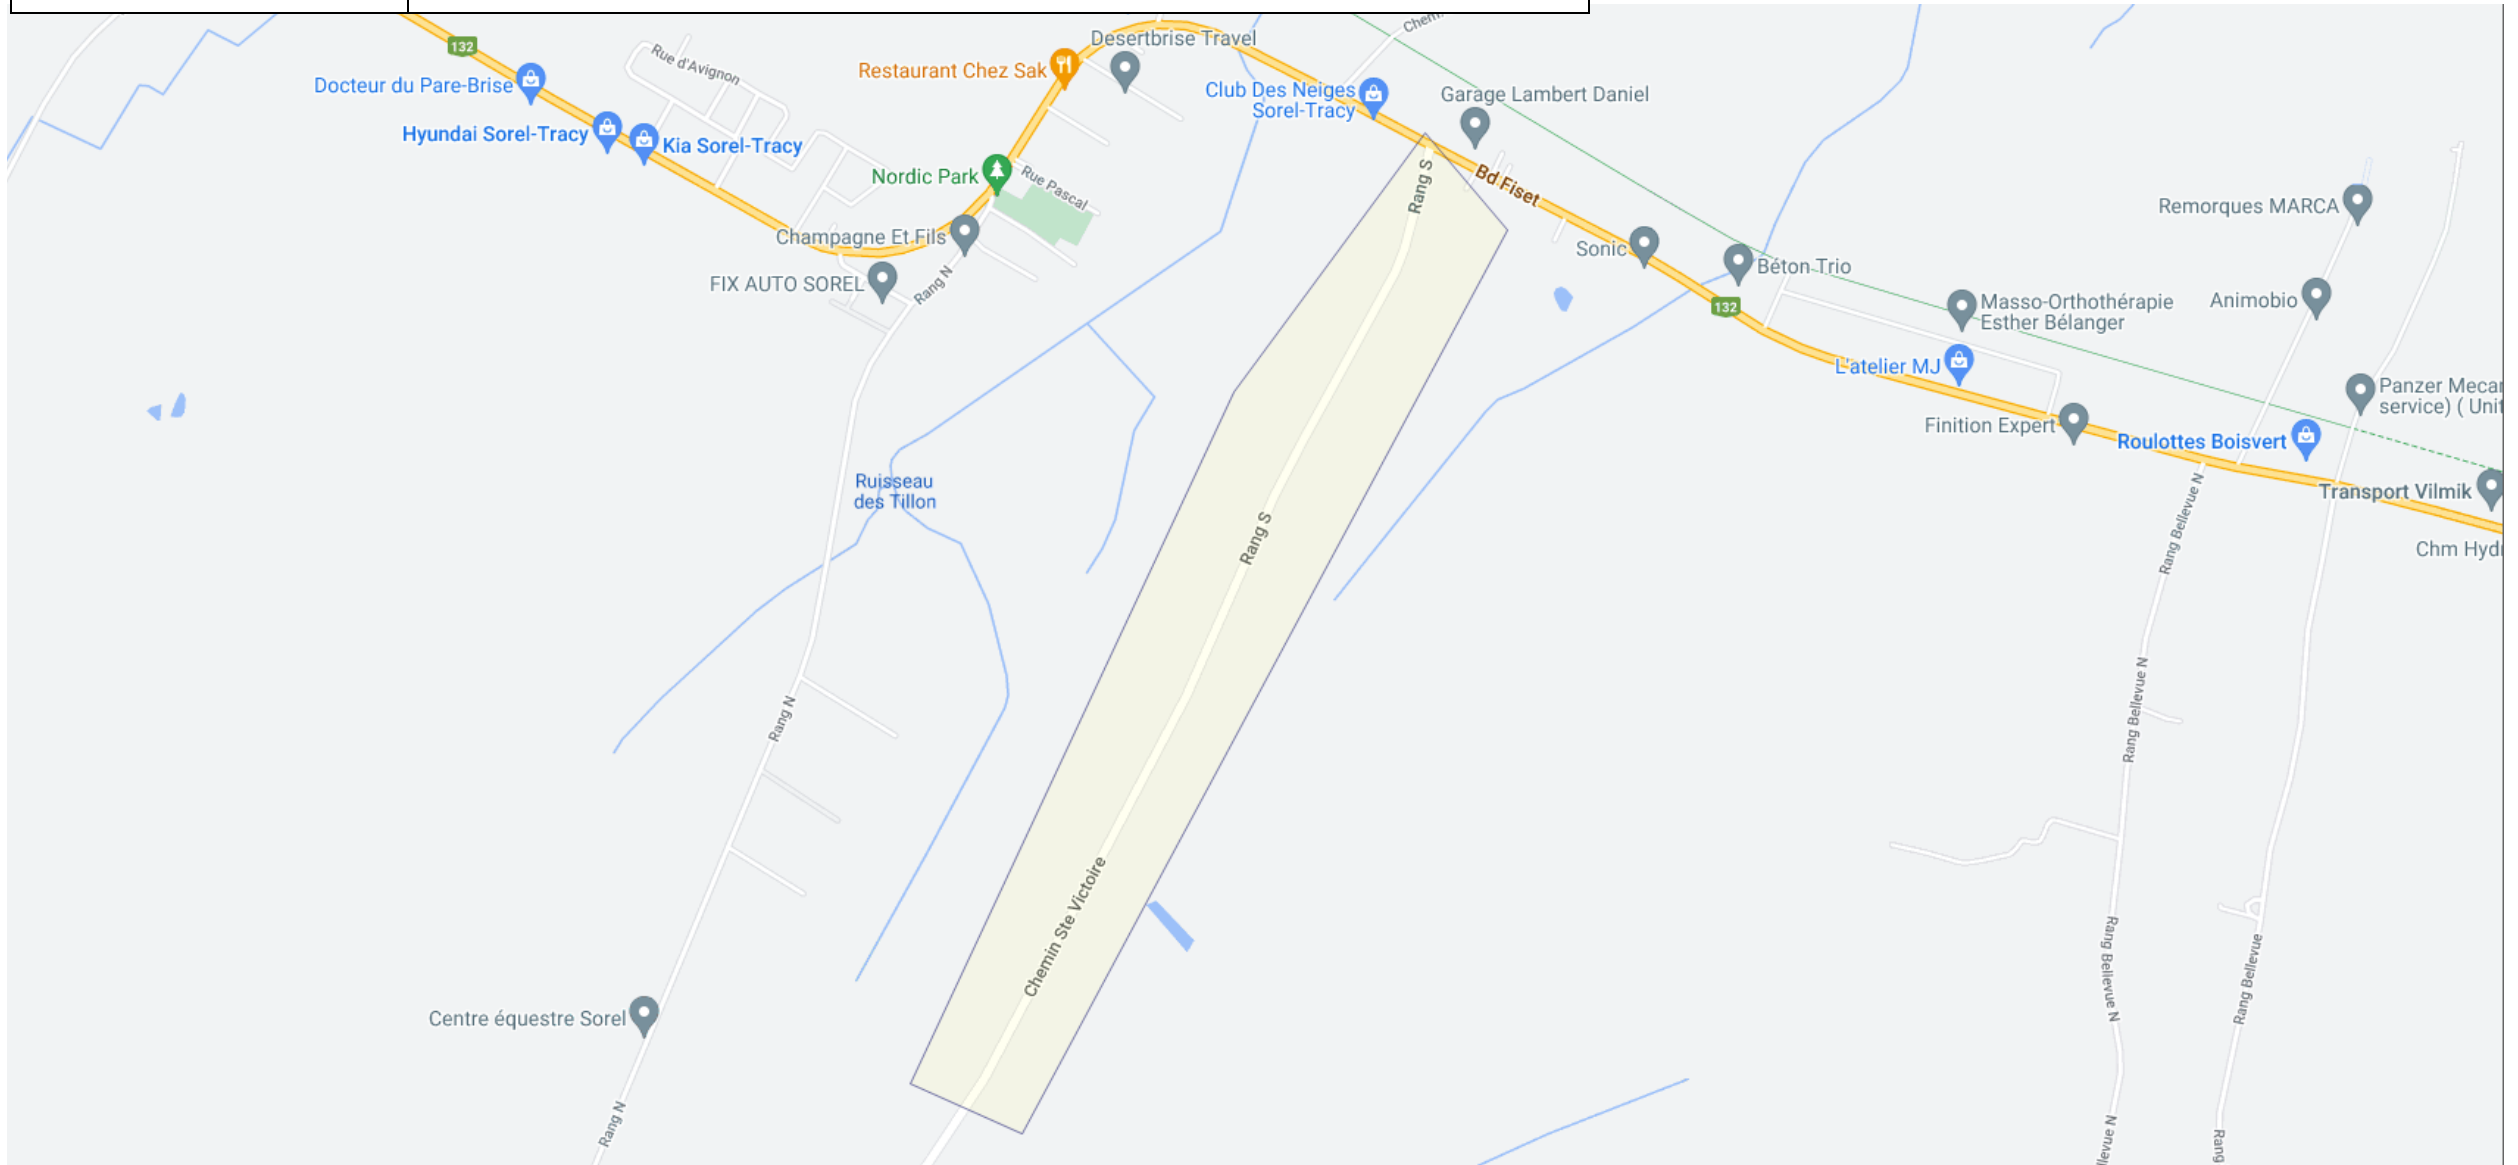 Chem.
132
Rue d'Avignon
Desertbrise Travel
Restaurant Chez Sak
Docteur du Pare-Brise
Club Des Neiges
Sorel-Tracy
Garage Lambert Daniel
Hyundai Sorel-Tracy
Kia Sorel-Tracy
Nordic Park
Rue Pascal
Rang S
Bd Fiset
Remorques MARCA
Champagne Et Fils
Sonic
Béton Trio
FIX AUTO SOREL
Rang N
132
Masso-Orthothérapie
Esther Bélanger
Animobio
L'atelier MJ
Panzer Mecar
service) ( Unit
Finition Expert
Roulottes Boisvert
Ruisseau
des Tillon
Transport Vilmik
Rang S
Rang Bellevue N
Chm Hydr
Rang N
Rang Bellevue N
Chemin Ste Victoire
Rang Bellevue N
Rang Bellevue
Centre équestre Sorel
Rang N
llevue N
Rang